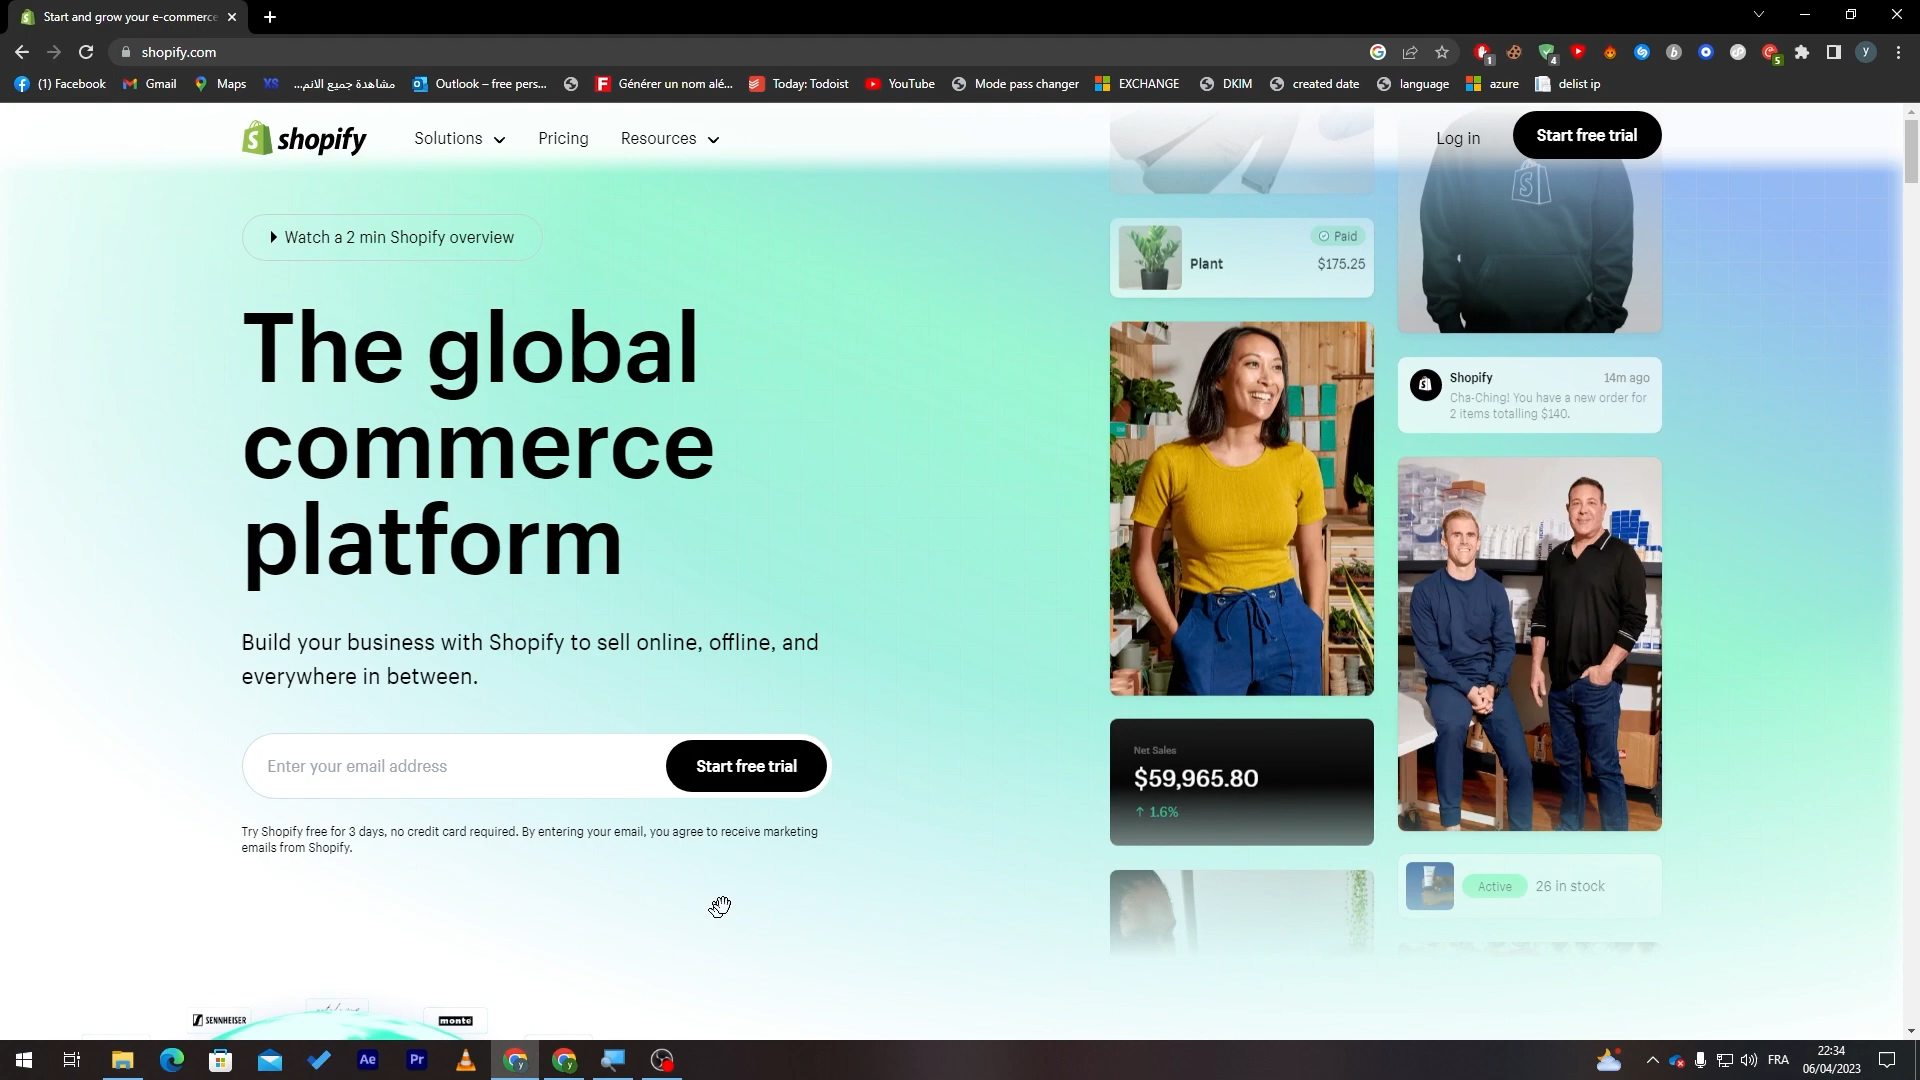 Start and grow your e-commerce
shopify.com
1
4
5
y
(1) Facebook
Gmail
Maps
XS
مشاهدة جميع الانم...
Outlook – free pers...
Générer un nom alé...
Today: Todoist
YouTube
Mode pass changer
EXCHANGE
DKIM
created date
language
azure
delist ip
shopify
Solutions
Pricing
Resources
Log in
Start free trial
Watch a 2 min Shopify overview
The global
commerce
platform
Build your business with Shopify to sell online, offline, and
everywhere in between.
Enter your email address
Start free trial
Try Shopify free for 3 days, no credit card required. By entering your email, you agree to receive marketing
emails from Shopify.
Paid
Plant
$175.25
Shopify
14m ago
Cha-Ching! You have a new order for
2 items totalling $140.
Net Sales
$59,965.80
↑ 1.6%
Active
26 in stock
SENNHEISER
monte
Ae
Pr
FRA
22:34
06/04/2023